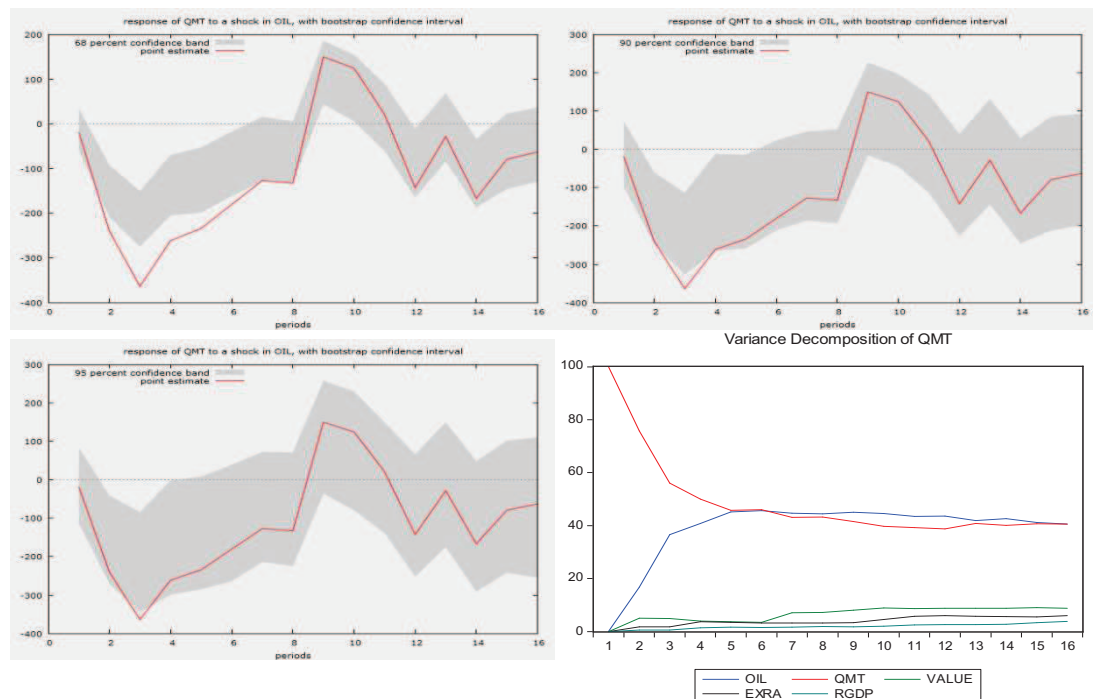 response of QMT to a shock in OIL, with bootstrap confidence interval
68 percent confidence band
point estimate
200
100
0
-100
-200
-300
-400
0 2 4 6 8 10 12 14 16
periods
response of QMT to a shock in OIL, with bootstrap confidence interval
90 percent confidence band
point estimate
300
200
100
0
-100
-200
-300
-400
0 2 4 6 8 10 12 14 16
periods
response of QMT to a shock in OIL, with bootstrap confidence interval
95 percent confidence band
point estimate
300
200
100
0
-100
-200
-300
-400
0 2 4 6 8 10 12 14 16
periods
Variance Decomposition of QMT
100
80
60
40
20
0
1 2 3 4 5 6 7 8 9 10 11 12 13 14 15 16
OIL QMT VALUE
EXRA RGDP